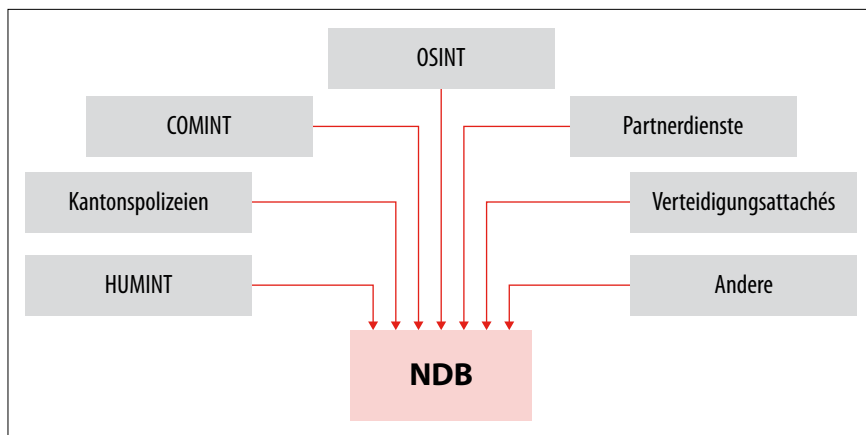 OSINT
COMINT
Partnerdienste
Kantonspolizeien
Verteidigungsattachés
HUMINT
Andere
NDB